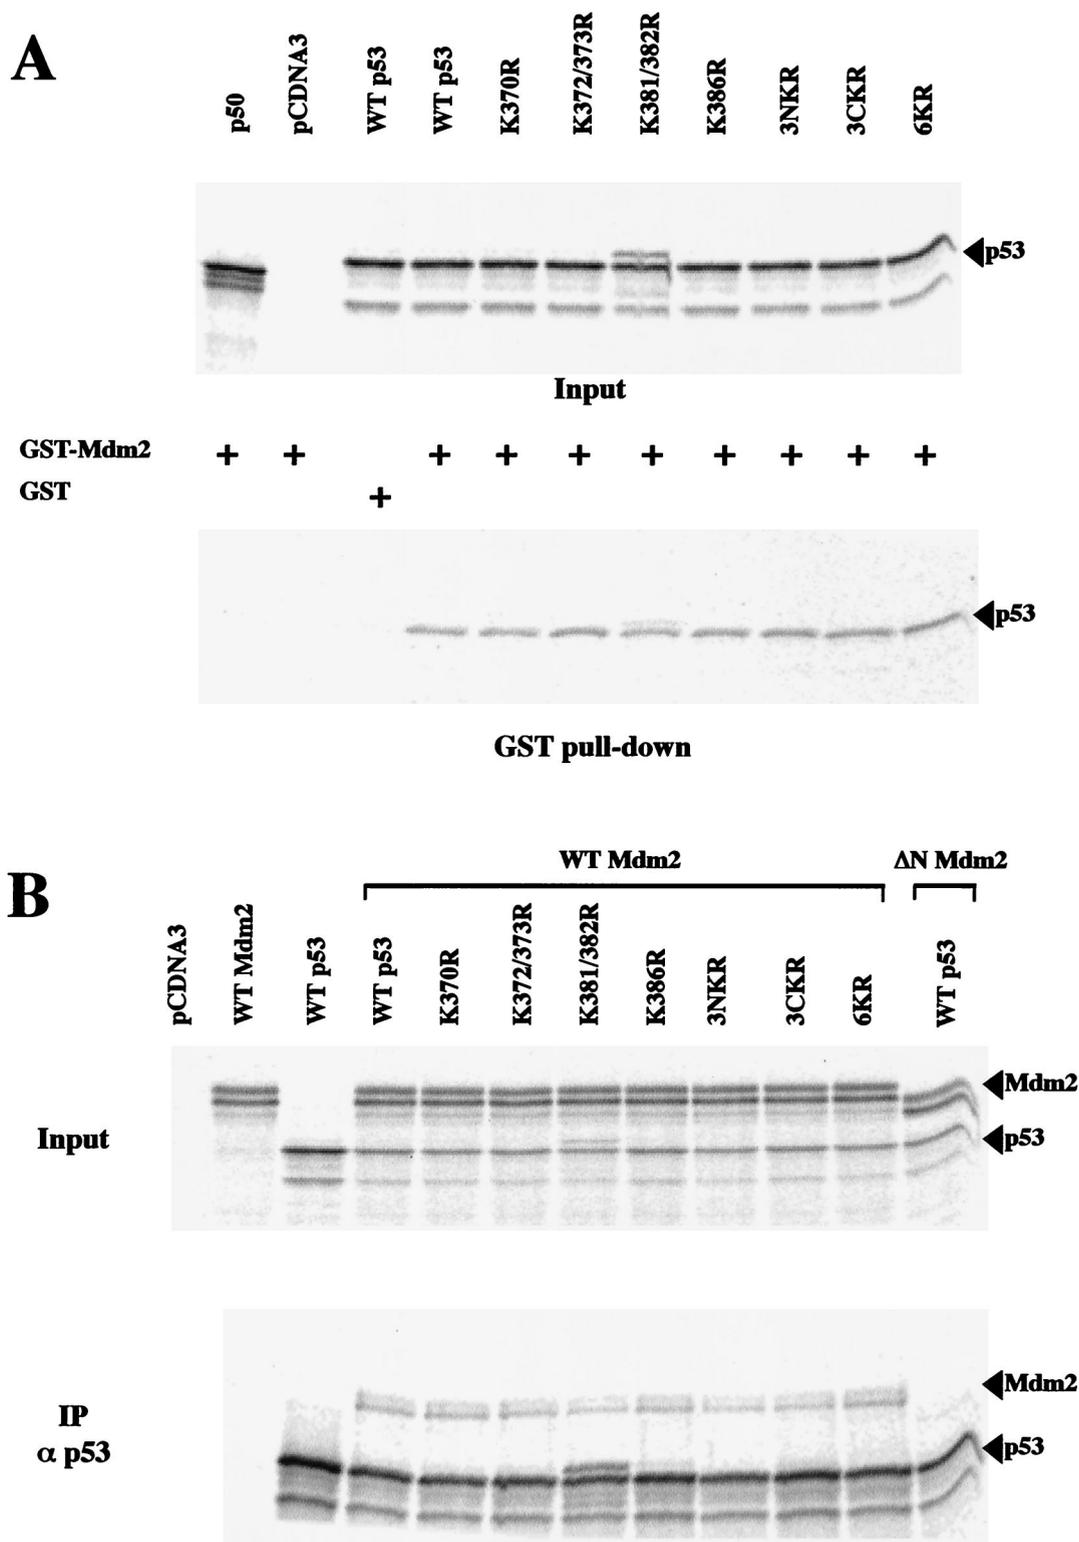 A
p50
pCDNA3
WT p53
WT p53
K370R
K372/373R
K381/382R
K386R
3NKR
3CKR
6KR
p53
Input
GST-Mdm2 + + + + + + + + + +
GST +
p53
GST pull-down
B
WT Mdm2
ΔN Mdm2
pCDNA3
WT Mdm2
WT p53
WT p53
K370R
K372/373R
K381/382R
K386R
3NKR
3CKR
6KR
WT p53
Mdm2
Input
p53
Mdm2
IP
α p53
p53